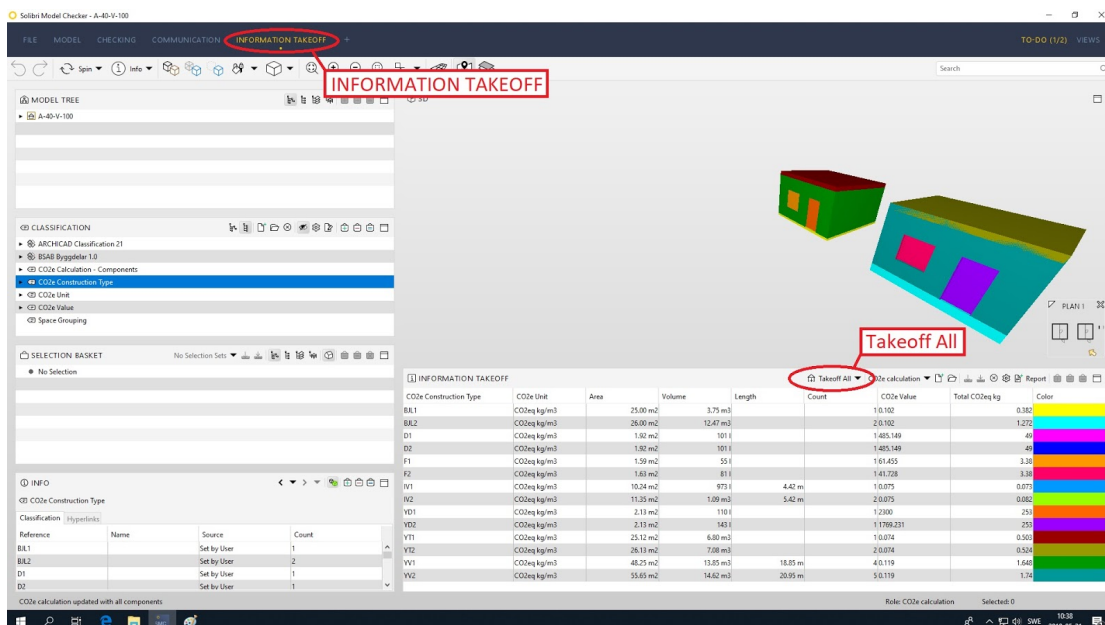 Solibri Model Checker - A-40-V-100
FILE MODEL CHECKING COMMUNICATION INFORMATION TAKEOFF + TO-DO (1/2) VIEWS
Spin Info Search
INFORMATION TAKEOFF
MODEL TREE
3D
A-40-V-100
CLASSIFICATION
ARCHICAD Classification 21
BSAB Byggdelar 1.0
CO2e Calculation - Components
CO2e Construction Type
CO2e Unit
CO2e Value
Space Grouping
PLAN 1
Takeoff All
SELECTION BASKET No Selection Sets
No Selection
INFORMATION TAKEOFF Takeoff All CO2e calculation Report
CO2e Construction Type CO2e Unit Area Volume Length Count CO2e Value Total CO2eq kg Color
BJL1 CO2eq kg/m3 25.00 m2 3.75 m3 1 0.102 0.382
BJL2 CO2eq kg/m3 26.00 m2 12.47 m3 2 0.102 1.272
D1 CO2eq kg/m3 1.92 m2 101 l 1 485.149 49
D2 CO2eq kg/m3 1.92 m2 101 l 1 485.149 49
F1 CO2eq kg/m3 1.59 m2 55 l 1 61.455 3.38
F2 CO2eq kg/m3 1.63 m2 81 l 1 41.728 3.38
IV1 CO2eq kg/m3 10.24 m2 973 l 4.42 m 1 0.075 0.073
IV2 CO2eq kg/m3 11.35 m2 1.09 m3 5.42 m 2 0.075 0.082
YD1 CO2eq kg/m3 2.13 m2 110 l 1 2300 253
YD2 CO2eq kg/m3 2.13 m2 143 l 1 1769.231 253
YT1 CO2eq kg/m3 25.12 m2 6.80 m3 1 0.074 0.503
YT2 CO2eq kg/m3 26.13 m2 7.08 m3 2 0.074 0.524
YV1 CO2eq kg/m3 48.25 m2 13.85 m3 18.85 m 4 0.119 1.648
YV2 CO2eq kg/m3 55.65 m2 14.62 m3 20.95 m 5 0.119 1.74
INFO
CO2e Construction Type
Classification Hyperlinks
Reference Name Source Count
BJL1 Set by User 1
BJL2 Set by User 2
D1 Set by User 1
D2 Set by User 1
CO2e calculation updated with all components Role: CO2e calculation Selected: 0
SWE 10:38